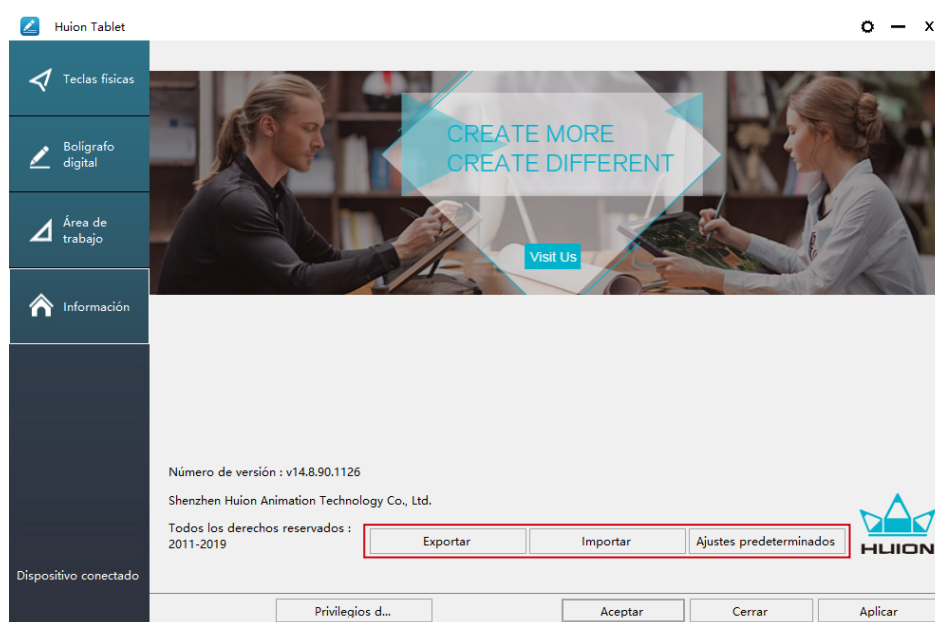 Huion Tablet
X
Teclas físicas
Bolígrafo
digital
Área de
trabajo
Información
Dispositivo conectado
CREATE MORE
CREATE DIFFERENT
Visit Us
Número de versión : v14.8.90.1126
Shenzhen Huion Animation Technology Co., Ltd.
Todos los derechos reservados :
2011-2019
Exportar
Importar
Ajustes predeterminados
HUION
Privilegios d...
Aceptar
Cerrar
Aplicar